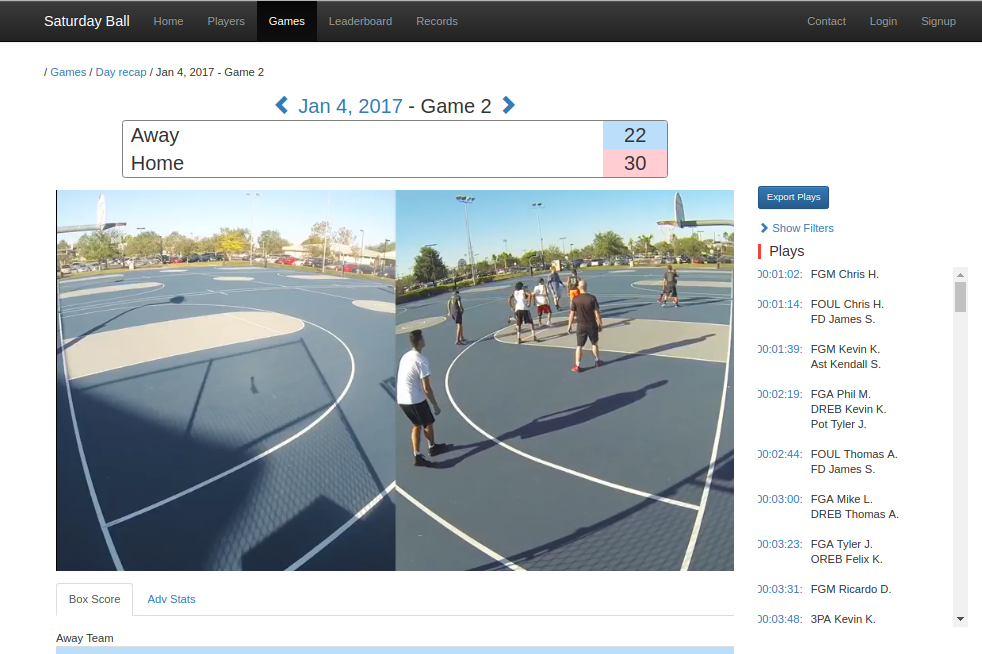 Saturday Ball Home Players Games Leaderboard Records Contact Login Signup
/ Games / Day recap / Jan 4, 2017 - Game 2
Jan 4, 2017 - Game 2
Away 22
Home 30
Export Plays
Show Filters
Plays
00:01:02: FGM Chris H.
00:01:14: FOUL Chris H.
FD James S.
00:01:39: FGM Kevin K.
Ast Kendall S.
00:02:19: FGA Phil M.
DREB Kevin K.
Pot Tyler J.
00:02:44: FOUL Thomas A.
FD James S.
00:03:00: FGA Mike L.
DREB Thomas A.
00:03:23: FGA Tyler J.
OREB Felix K.
00:03:31: FGM Ricardo D.
00:03:48: 3PA Kevin K.
Box Score Adv Stats
Away Team